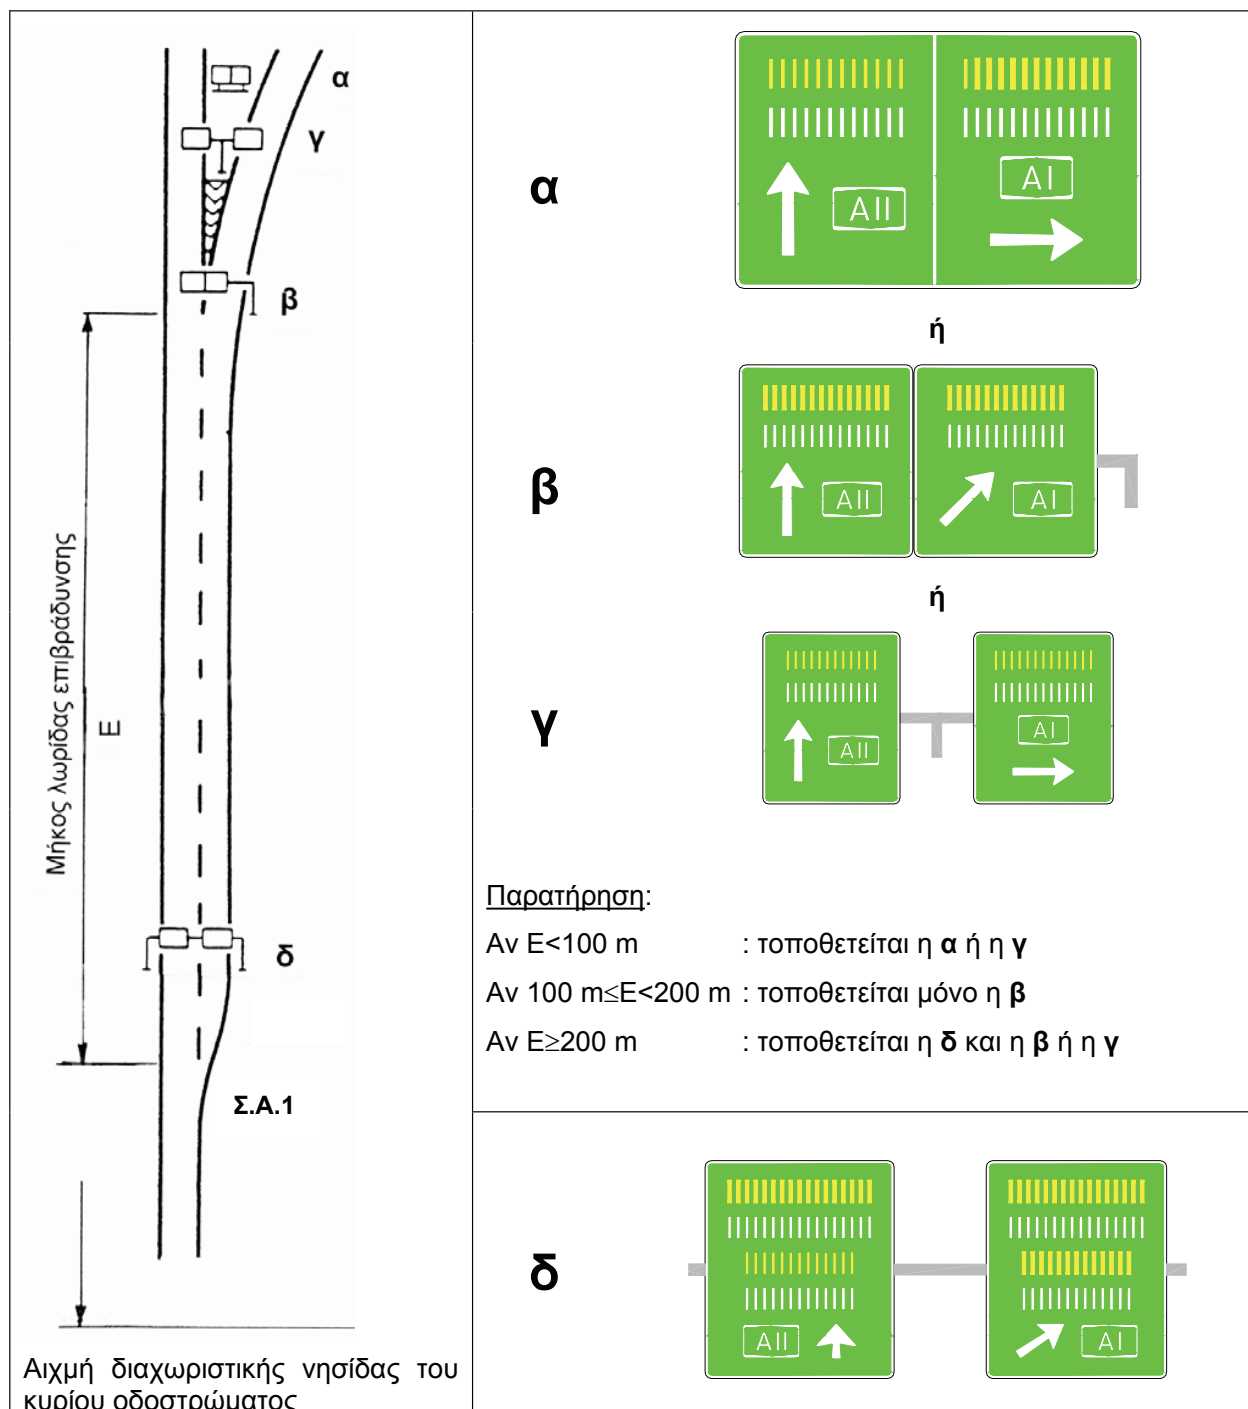 α
γ
β
Μήκος λωρίδας επιβράδυνσης
E
δ
Σ.Α.1
Αιχμή διαχωριστικής νησίδας του
κυρίου οδοστρώματος
α
AII
AI
ή
β
AII
AI
ή
γ
AII
AI
Παρατήρηση:
Αν E<100 m : τοποθετείται η α ή η γ
Αν 100 m≤E<200 m : τοποθετείται μόνο η β
Αν E≥200 m : τοποθετείται η δ και η β ή η γ
δ
AII
AI